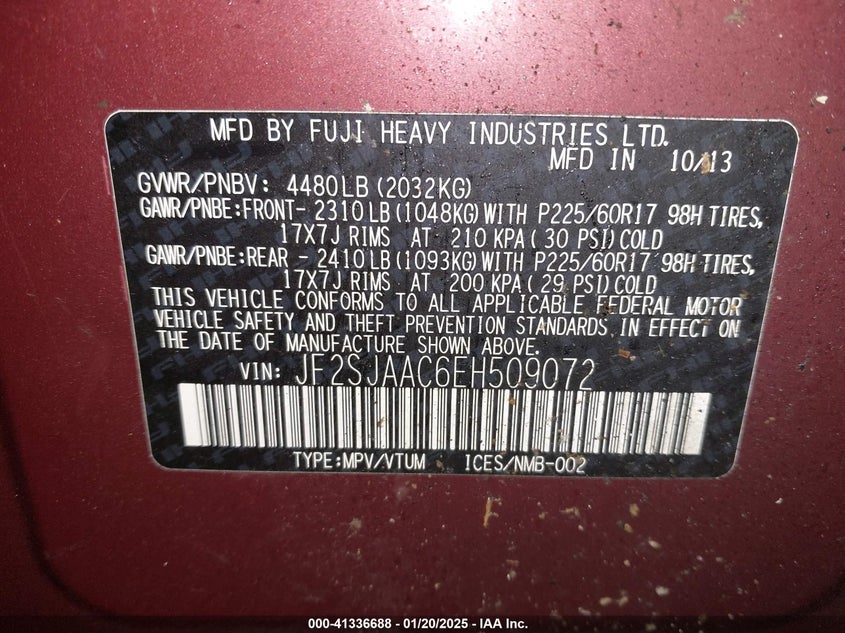 MFD BY FUJI HEAVY INDUSTRIES LTD.
MFD IN 10/13
GVWR/PNBV: 4480LB (2032KG)
GAWR/PNBE:FRONT- 2310LB (1048KG) WITH P225/60R17 98H TIRES,
17X7J RIMS AT 210 KPA ( 30 PSI) COLD
GAWR/PNBE:REAR - 2410LB (1093KG) WITH P225/60R17 98H TIRES,
17X7J RIMS AT 200 KPA ( 29 PSI) COLD
THIS VEHICLE CONFORMS TO ALL APPLICABLE FEDERAL MOTOR
VEHICLE SAFETY AND THEFT PREVENTION STANDARDS IN EFFECT ON
THE DATE OF MANUFACTURE SHOWN ABOVE.
VIN: JF2SJAAC6EH509072
TYPE:MPV/VTUM ICES/NMB-002
000-41336688 - 01/20/2025 - IAA Inc.